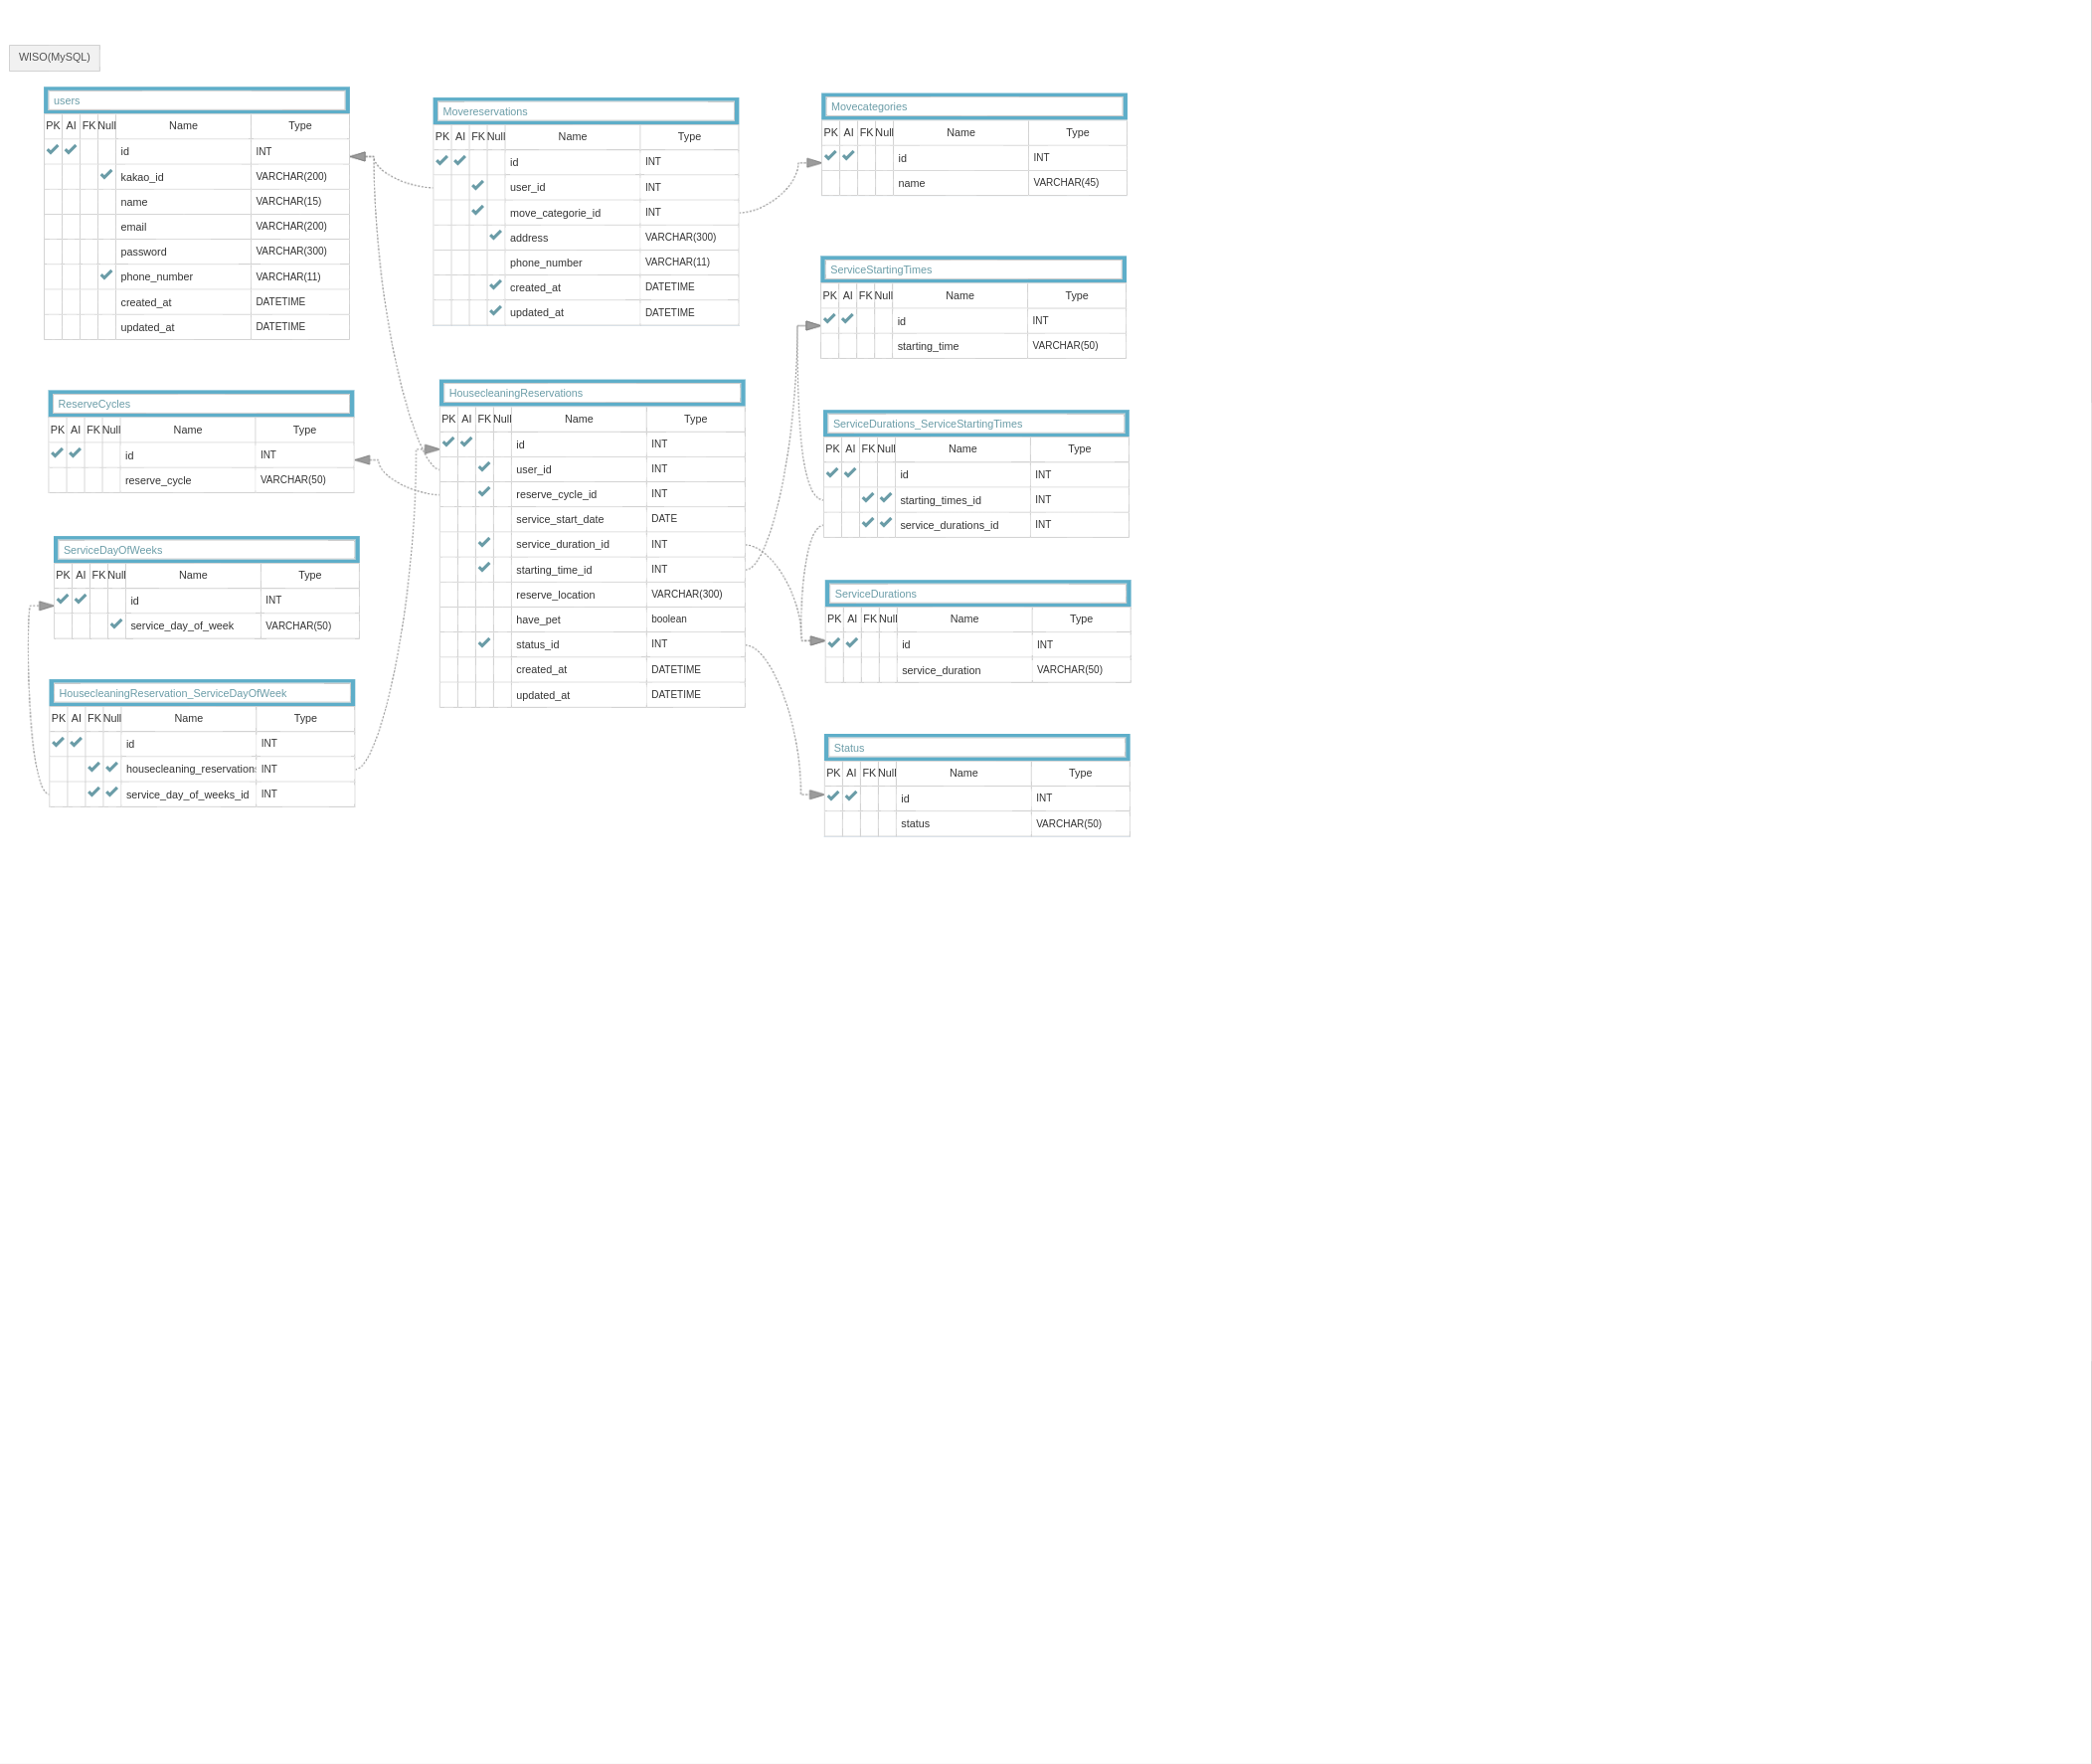 WISO(MySQL)
users
PK AI FK Null Name Type
id INT
kakao_id VARCHAR(200)
name VARCHAR(15)
email VARCHAR(200)
password VARCHAR(300)
phone_number VARCHAR(11)
created_at DATETIME
updated_at DATETIME
Movereservations
PK AI FK Null Name Type
id INT
user_id INT
move_categorie_id INT
address VARCHAR(300)
phone_number VARCHAR(11)
created_at DATETIME
updated_at DATETIME
Movecategories
PK AI FK Null Name Type
id INT
name VARCHAR(45)
ServiceStartingTimes
PK AI FK Null Name Type
id INT
starting_time VARCHAR(50)
ReserveCycles
PK AI FK Null Name Type
id INT
reserve_cycle VARCHAR(50)
HousecleaningReservations
PK AI FK Null Name Type
id INT
user_id INT
reserve_cycle_id INT
service_start_date DATE
service_duration_id INT
starting_time_id INT
reserve_location VARCHAR(300)
have_pet boolean
status_id INT
created_at DATETIME
updated_at DATETIME
ServiceDurations_ServiceStartingTimes
PK AI FK Null Name Type
id INT
starting_times_id INT
service_durations_id INT
ServiceDayOfWeeks
PK AI FK Null Name Type
id INT
service_day_of_week VARCHAR(50)
ServiceDurations
PK AI FK Null Name Type
id INT
service_duration VARCHAR(50)
HousecleaningReservation_ServiceDayOfWeek
PK AI FK Null Name Type
id INT
housecleaning_reservations INT
service_day_of_weeks_id INT
Status
PK AI FK Null Name Type
id INT
status VARCHAR(50)